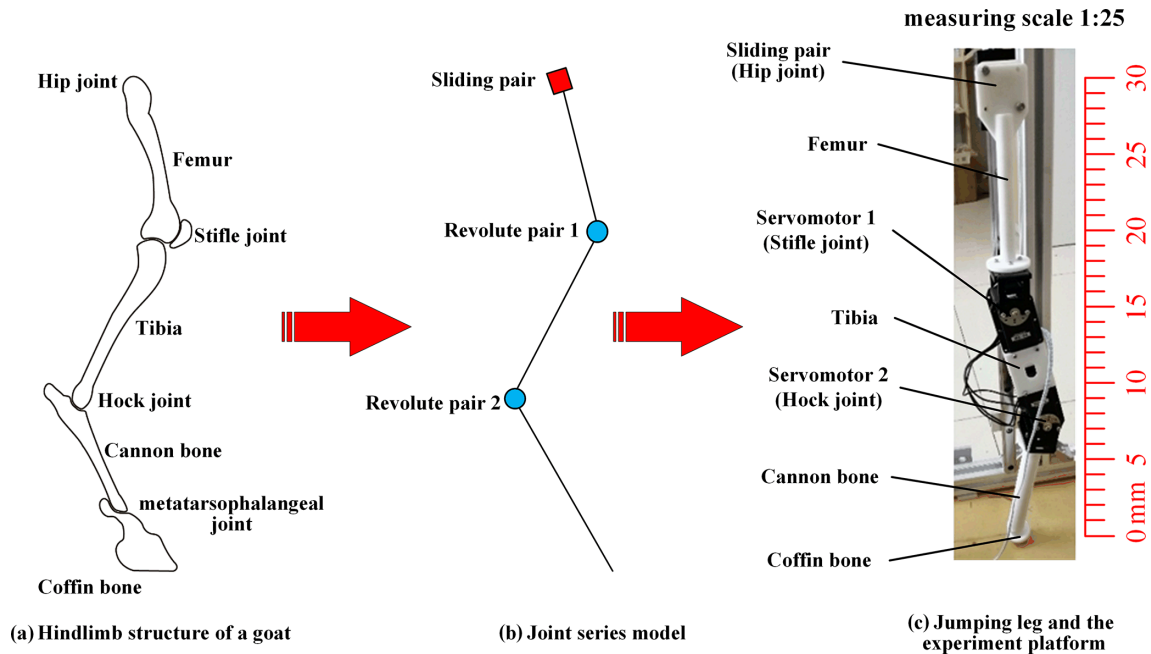 measuring scale 1:25
Hip joint
Femur
Stifle joint
Tibia
Hock joint
Cannon bone
metatarsophalangeal
joint
Coffin bone
(a) Hindlimb structure of a goat
Sliding pair
Revolute pair 1
Revolute pair 2
(b) Joint series model
Sliding pair
(Hip joint)
Femur
Servomotor 1
(Stifle joint)
Tibia
Servomotor 2
(Hock joint)
Cannon bone
Coffin bone
30
25
20
15
10
5
0 mm
(c) Jumping leg and the
experiment platform